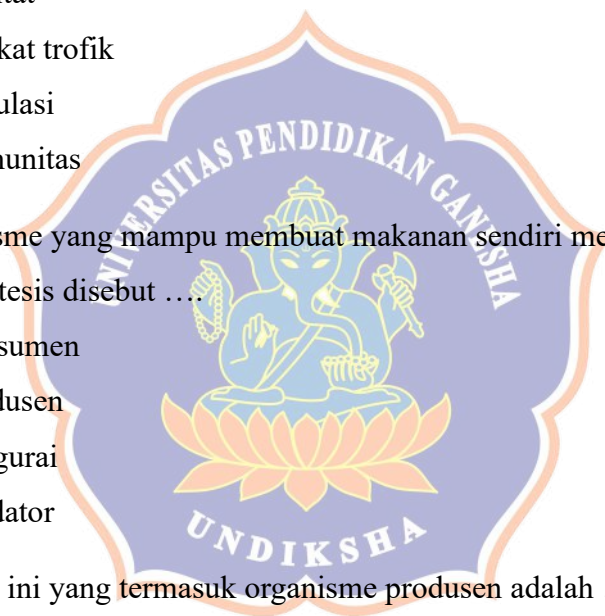 kat trofik
ulasi
nunitas
UNIVERSITAS PENDIDIKAN GANESHA
sme yang mampu membuat makanan sendiri me
tesis disebut ….
sumen
dusen
gurai
dator
UNDIKSHA
ini yang termasuk organisme produsen adalah